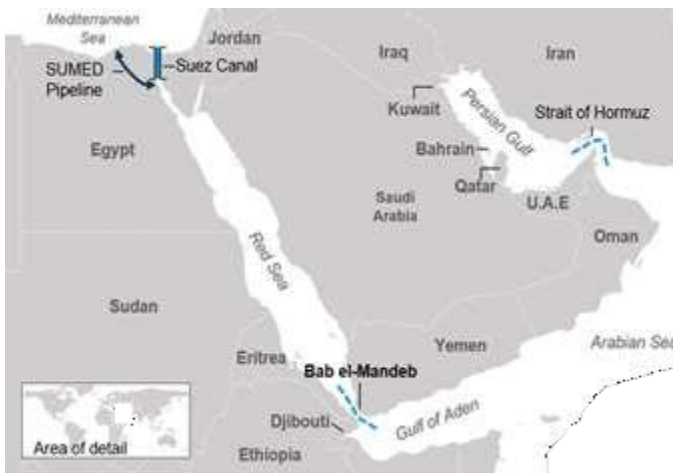 Mediterranean
Sea
Jordan
Iraq
Iran
SUMED
Pipeline
Suez Canal
Kuwait
Persian Gulf
Strait of Hormuz
Egypt
Bahrain
Qatar
Saudi
Arabia
U.A.E
Oman
Red Sea
Sudan
Yemen
Arabian Sea
Eritrea
Bab el-Mandeb
Gulf of Aden
Djibouti
Ethiopia
Area of detail